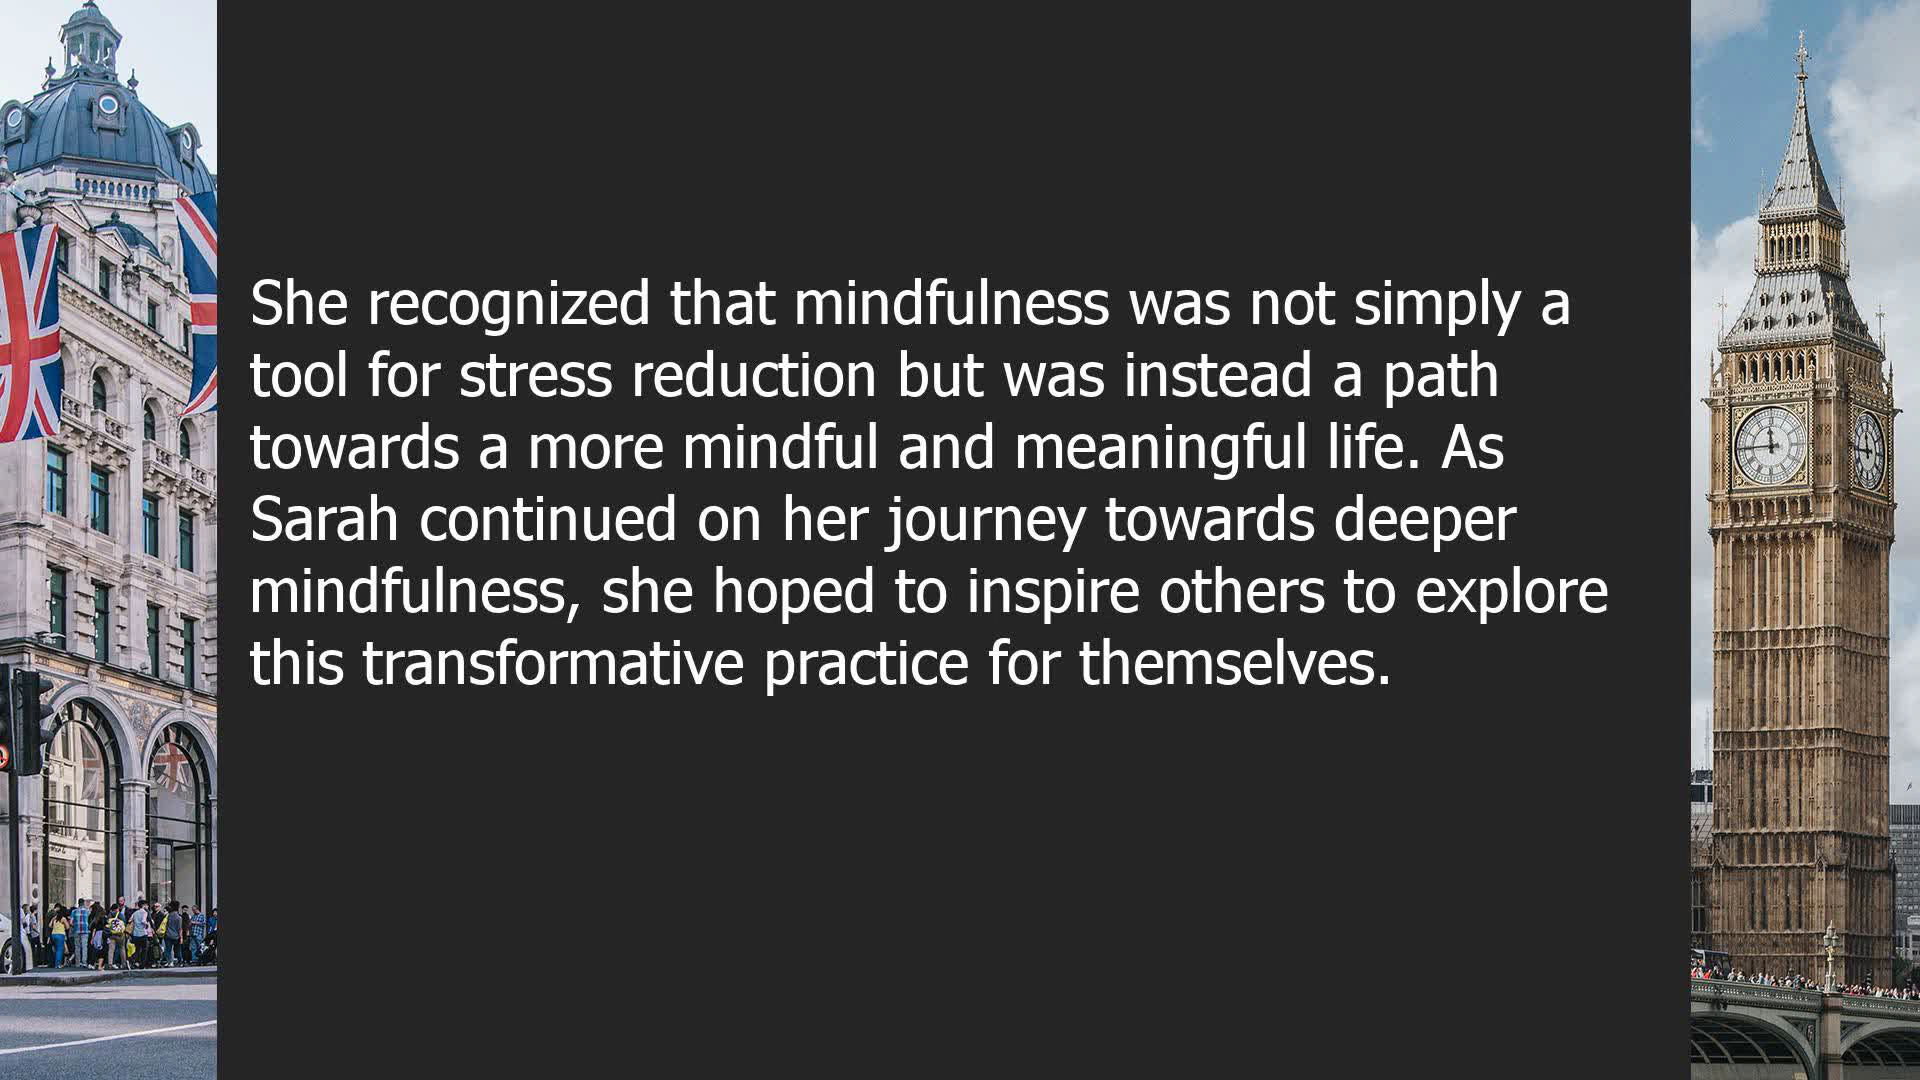 She recognized that mindfulness was not simply a
tool for stress reduction but was instead a path
towards a more mindful and meaningful life. As
Sarah continued on her journey towards deeper
mindfulness, she hoped to inspire others to explore
this transformative practice for themselves.